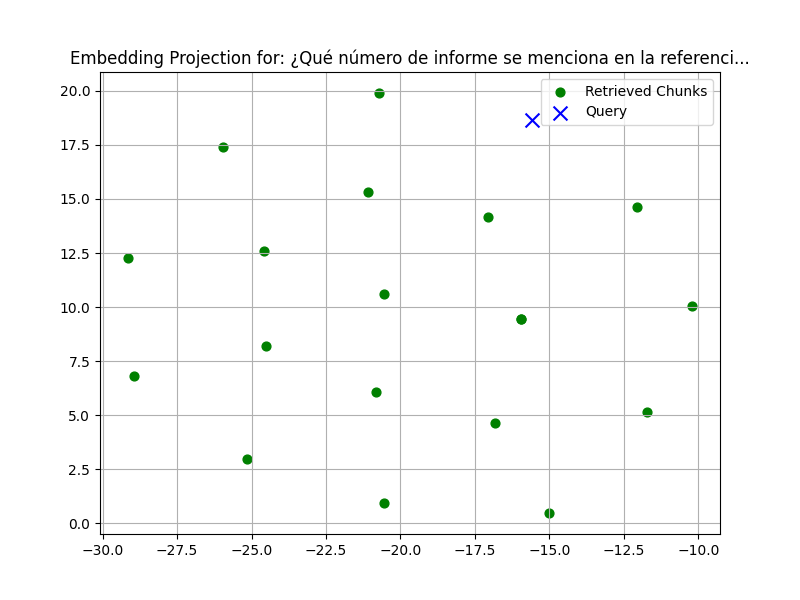 Embedding Projection for: ¿Qué número de informe se menciona en la referenci...
Retrieved Chunks
Query
20.0
17.5
15.0
12.5
10.0
7.5
5.0
2.5
0.0
−30.0 −27.5 −25.0 −22.5 −20.0 −17.5 −15.0 −12.5 −10.0